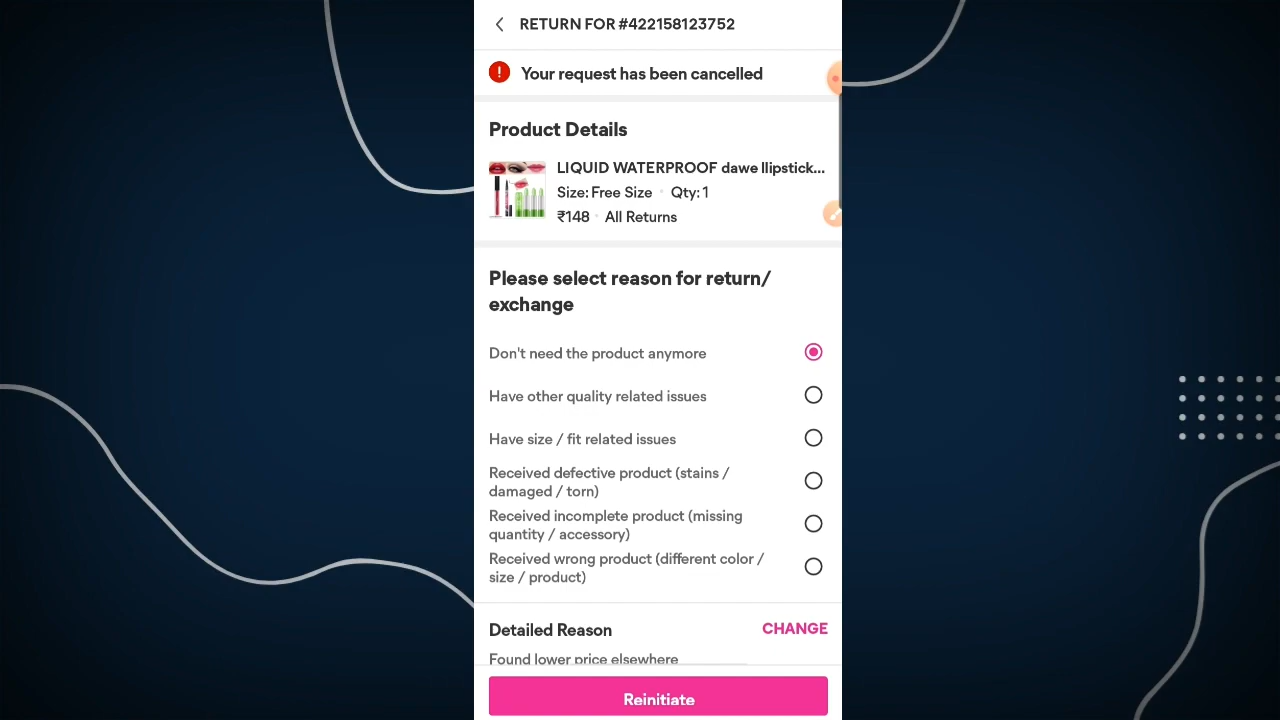 RETURN FOR #422158123752
Your request has been cancelled
Product Details
LIQUID WATERPROOF dawe llipstick...
Size: Free Size • Qty: 1
₹148 • All Returns
Please select reason for return/
exchange
Don't need the product anymore
Have other quality related issues
Have size / fit related issues
Received defective product (stains /
damaged / torn)
Received incomplete product (missing
quantity / accessory)
Received wrong product (different color /
size / product)
Detailed Reason
CHANGE
Found lower price elsewhere
Reinitiate